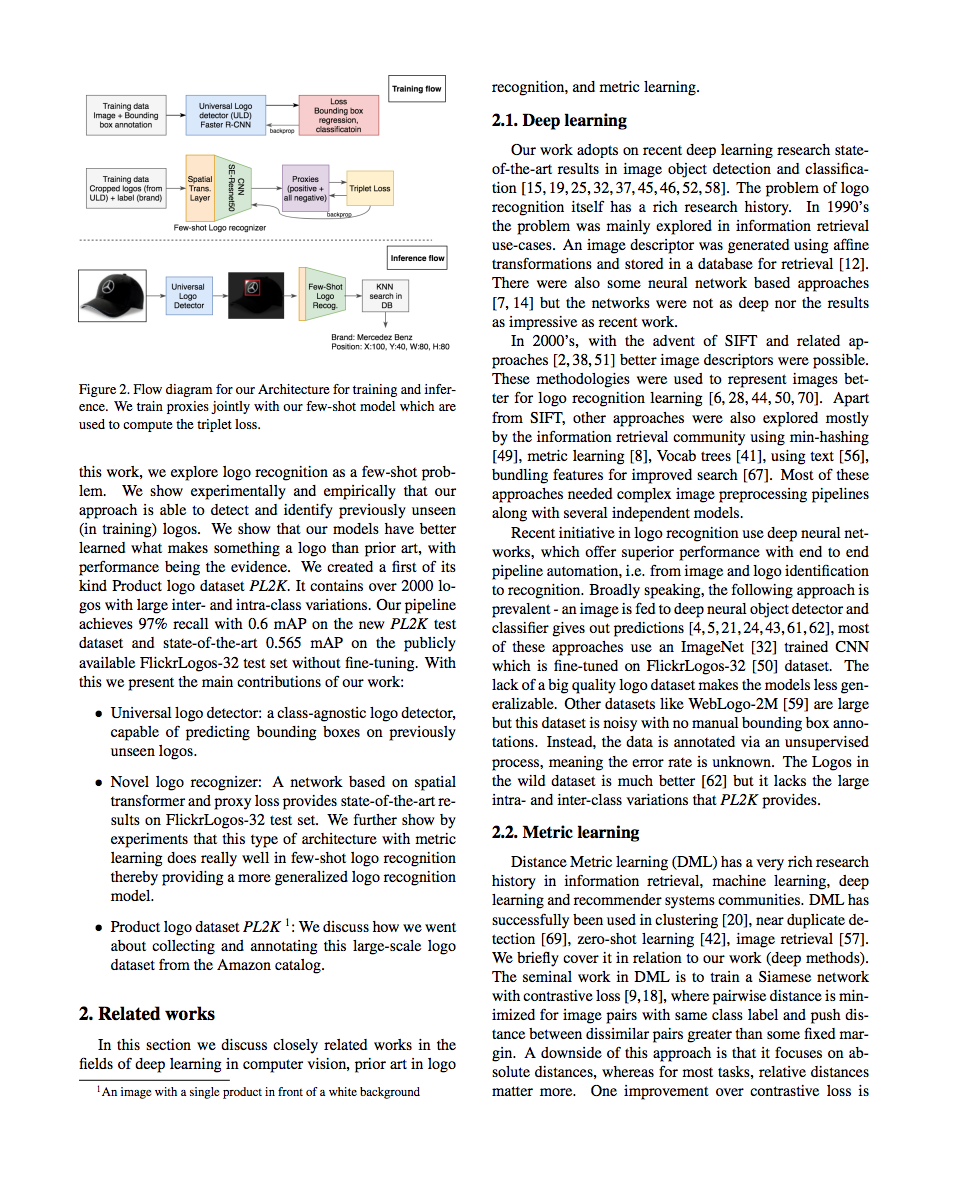 Training flow
Training data
Image + Bounding
box annotation
Universal Logo
detector (ULD)
Faster R-CNN
Loss
Bounding box
regression,
classificatoin
backprop
Training data
Cropped logos (from
ULD) + label (brand)
Spatial
Trans.
Layer
CNN
SE-Resnet50
Proxies
(positive +
all negative)
Triplet Loss
backprop
Few-shot Logo recognizer
Inference flow
Universal
Logo
Detector
Few-Shot
Logo
Recog.
KNN
search in
DB
Brand: Mercedez Benz
Position: X:100, Y:40, W:80, H:80
Figure 2. Flow diagram for our Architecture for training and infer-
ence. We train proxies jointly with our few-shot model which are
used to compute the triplet loss.
this work, we explore logo recognition as a few-shot prob-
lem. We show experimentally and empirically that our
approach is able to detect and identify previously unseen
(in training) logos. We show that our models have better
learned what makes something a logo than prior art, with
performance being the evidence. We created a first of its
kind Product logo dataset PL2K. It contains over 2000 lo-
gos with large inter- and intra-class variations. Our pipeline
achieves 97% recall with 0.6 mAP on the new PL2K test
dataset and state-of-the-art 0.565 mAP on the publicly
available FlickrLogos-32 test set without fine-tuning. With
this we present the main contributions of our work:
• Universal logo detector: a class-agnostic logo detector,
capable of predicting bounding boxes on previously
unseen logos.
• Novel logo recognizer: A network based on spatial
transformer and proxy loss provides state-of-the-art re-
sults on FlickrLogos-32 test set. We further show by
experiments that this type of architecture with metric
learning does really well in few-shot logo recognition
thereby providing a more generalized logo recognition
model.
• Product logo dataset PL2K 1: We discuss how we went
about collecting and annotating this large-scale logo
dataset from the Amazon catalog.
2. Related works
In this section we discuss closely related works in the
fields of deep learning in computer vision, prior art in logo
1 An image with a single product in front of a white background
recognition, and metric learning.
2.1. Deep learning
Our work adopts on recent deep learning research state-
of-the-art results in image object detection and classifica-
tion [15, 19, 25, 32, 37, 45, 46, 52, 58]. The problem of logo
recognition itself has a rich research history. In 1990's
the problem was mainly explored in information retrieval
use-cases. An image descriptor was generated using affine
transformations and stored in a database for retrieval [12].
There were also some neural network based approaches
[7, 14] but the networks were not as deep nor the results
as impressive as recent work.
In 2000's, with the advent of SIFT and related ap-
proaches [2, 38, 51] better image descriptors were possible.
These methodologies were used to represent images bet-
ter for logo recognition learning [6, 28, 44, 50, 70]. Apart
from SIFT, other approaches were also explored mostly
by the information retrieval community using min-hashing
[49], metric learning [8], Vocab trees [41], using text [56],
bundling features for improved search [67]. Most of these
approaches needed complex image preprocessing pipelines
along with several independent models.
Recent initiative in logo recognition use deep neural net-
works, which offer superior performance with end to end
pipeline automation, i.e. from image and logo identification
to recognition. Broadly speaking, the following approach is
prevalent - an image is fed to deep neural object detector and
classifier gives out predictions [4, 5, 21, 24, 43, 61, 62], most
of these approaches use an ImageNet [32] trained CNN
which is fine-tuned on FlickrLogos-32 [50] dataset. The
lack of a big quality logo dataset makes the models less gen-
eralizable. Other datasets like WebLogo-2M [59] are large
but this dataset is noisy with no manual bounding box anno-
tations. Instead, the data is annotated via an unsupervised
process, meaning the error rate is unknown. The Logos in
the wild dataset is much better [62] but it lacks the large
intra- and inter-class variations that PL2K provides.
2.2. Metric learning
Distance Metric learning (DML) has a very rich research
history in information retrieval, machine learning, deep
learning and recommender systems communities. DML has
successfully been used in clustering [20], near duplicate de-
tection [69], zero-shot learning [42], image retrieval [57].
We briefly cover it in relation to our work (deep methods).
The seminal work in DML is to train a Siamese network
with contrastive loss [9, 18], where pairwise distance is min-
imized for image pairs with same class label and push dis-
tance between dissimilar pairs greater than some fixed mar-
gin. A downside of this approach is that it focuses on ab-
solute distances, whereas for most tasks, relative distances
matter more. One improvement over contrastive loss is